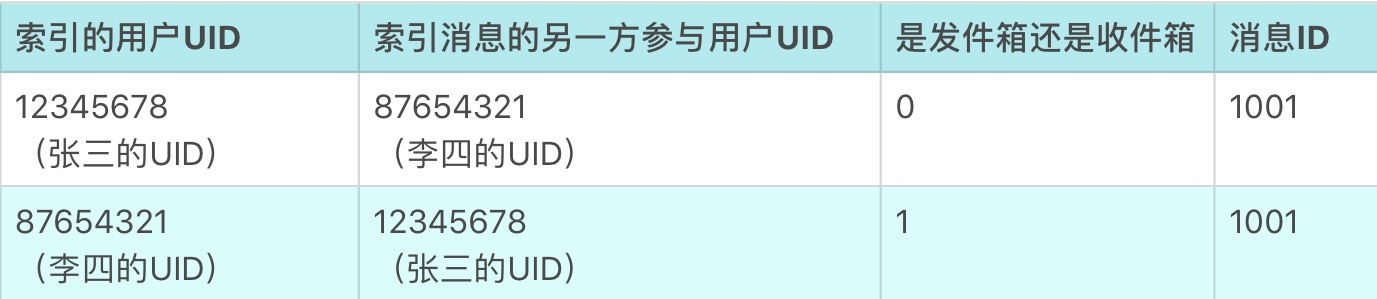 索引的用户UID 索引消息的另一方参与用户UID 是发件箱还是收件箱 消息ID
12345678 87654321 0 1001
（张三的UID） （李四的UID）
87654321 12345678 1 1001
（李四的UID） （张三的UID）